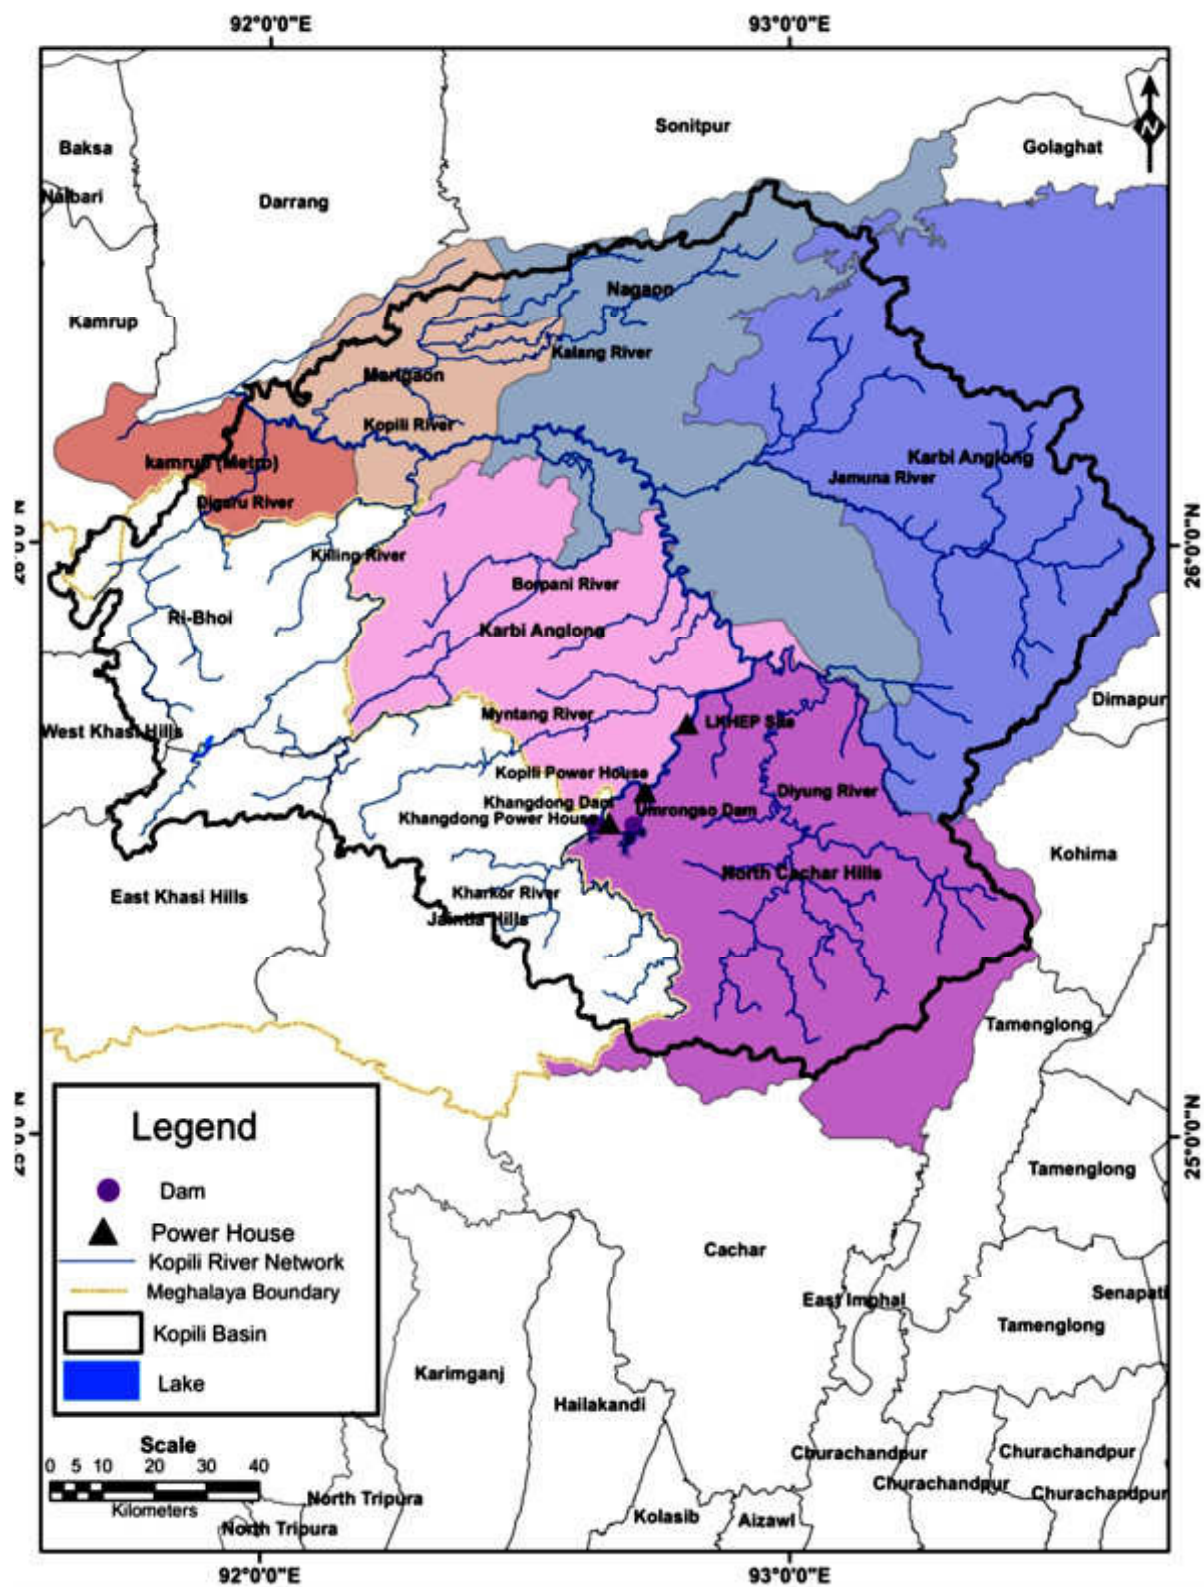 92°0'0"E 93°0'0"E
Sonitpur
Golaghat
Baksa
Nalbari
Darrang
Nagaon
Kamrup
Kalang River
Marigaon
Kopili River
Karbi Anglong
kamrup (Metro)
Jamuna River
Digaru River
26°0'0"N
Killing River
Borpani River
Ri-Bhoi
Karbi Anglong
Dimapur
Myntang River
LKHEP Site
West Khasi Hills
Kopili Power House
Diyung River
Khangdong Dam
Umrongso Dam
Khangdong Power House
Kohima
North Cachar Hills
Kharkor River
East Khasi Hills
Jaintia Hills
Tamenglong
25°0'0"N
Legend
Dam
Power House
Kopili River Network
Meghalaya Boundary
Kopili Basin
Lake
Tamenglong
Cachar
Senapati
East Imphal
Tamenglong
Karimganj
Hailakandi
Scale
0 5 10 20 30 40
Kilometers
Churachandpur
Churachandpur
Churachandpur
Churachandpur
North Tripura
North Tripura
Kolasib
Aizawl
92°0'0"E 93°0'0"E